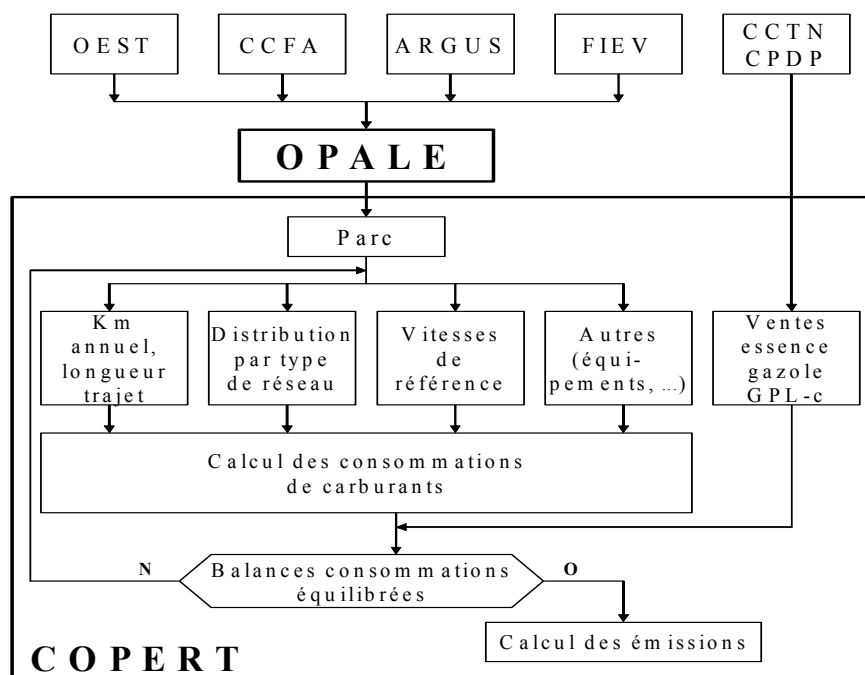 OEST
CCFA
ARGUS
FIEV
CCTN
CPDP
OPALE
Parc
Km
annuel,
longueur
trajet
Distribution
par type
de réseau
Vitesses
de
référence
Autres
(équi-
pements, ...)
Ventes
essence
gazole
GPL-c
Calcul des consommations
de carburants
N
Balances consommations
équilibrées
O
Calcul des émissions
COPERT